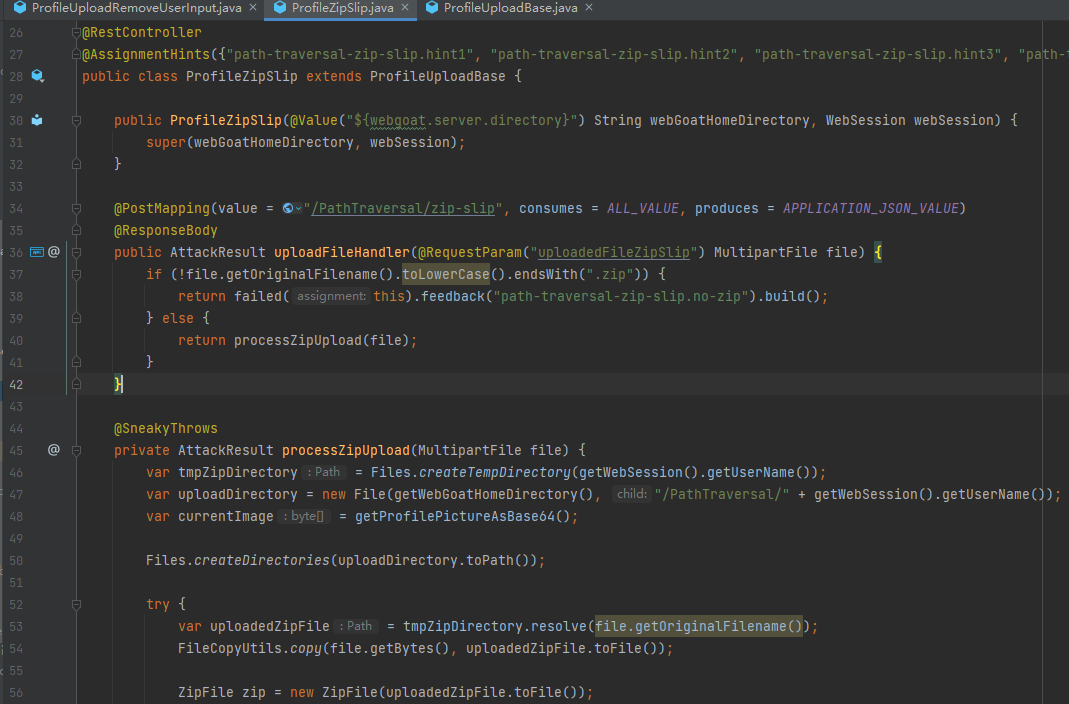 ProfileUploadRemoveUserInput.java × ProfileZipSlip.java × ProfileUploadBase.java ×
26 @RestController
27 @AssignmentHints({"path-traversal-zip-slip.hint1", "path-traversal-zip-slip.hint2", "path-traversal-zip-slip.hint3", "path-t
28 public class ProfileZipSlip extends ProfileUploadBase {
29
30 public ProfileZipSlip(@Value("${webgoat.server.directory}") String webGoatHomeDirectory, WebSession webSession) {
31 super(webGoatHomeDirectory, webSession);
32 }
33
34 @PostMapping(value = "/PathTraversal/zip-slip", consumes = ALL_VALUE, produces = APPLICATION_JSON_VALUE)
35 @ResponseBody
36 @ public AttackResult uploadFileHandler(@RequestParam("uploadedFileZipSlip") MultipartFile file) {
37 if (!file.getOriginalFilename().toLowerCase().endsWith(".zip")) {
38 return failed( assignment: this).feedback("path-traversal-zip-slip.no-zip").build();
39 } else {
40 return processZipUpload(file);
41 }
42 }
43
44 @SneakyThrows
45 @ private AttackResult processZipUpload(MultipartFile file) {
46 var tmpZipDirectory : Path = Files.createTempDirectory(getWebSession().getUserName());
47 var uploadDirectory = new File(getWebGoatHomeDirectory(), child: "/PathTraversal/" + getWebSession().getUserName());
48 var currentImage : byte[] = getProfilePictureAsBase64();
49
50 Files.createDirectories(uploadDirectory.toPath());
51
52 try {
53 var uploadedZipFile : Path = tmpZipDirectory.resolve(file.getOriginalFilename());
54 FileCopyUtils.copy(file.getBytes(), uploadedZipFile.toFile());
55
56 ZipFile zip = new ZipFile(uploadedZipFile.toFile());